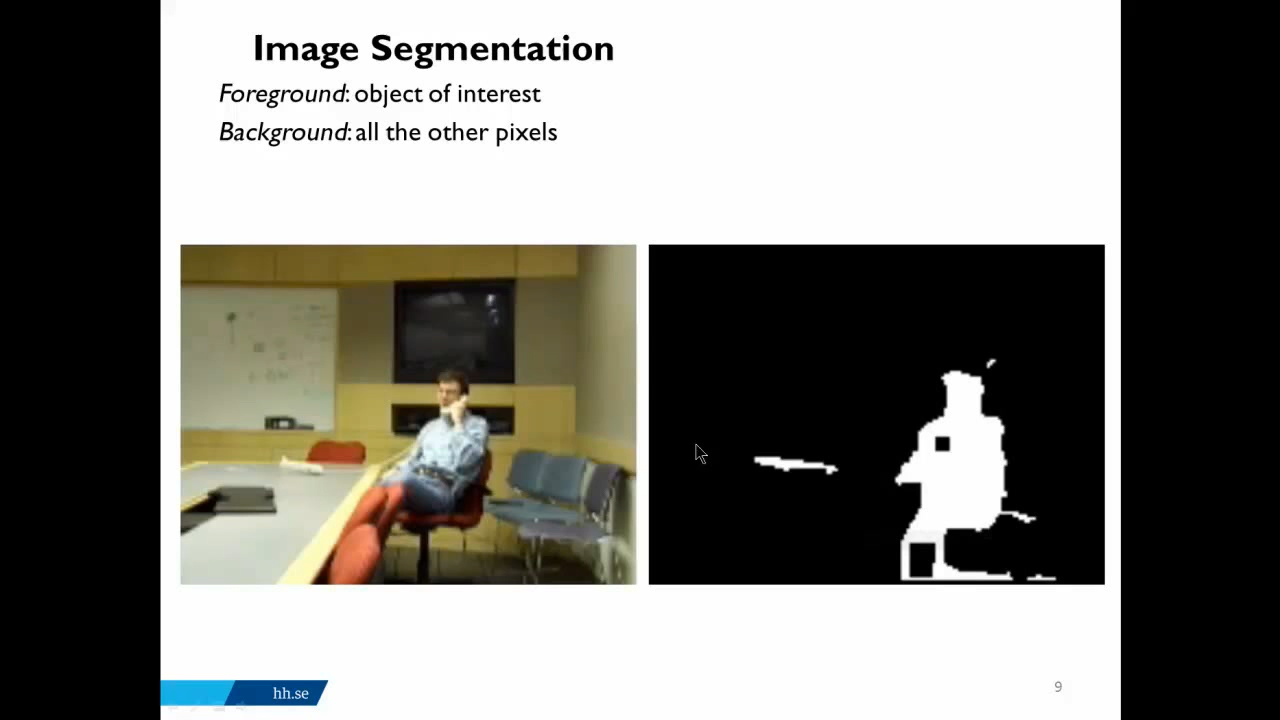 Image Segmentation
Foreground: object of interest
Background: all the other pixels
hh.se
9